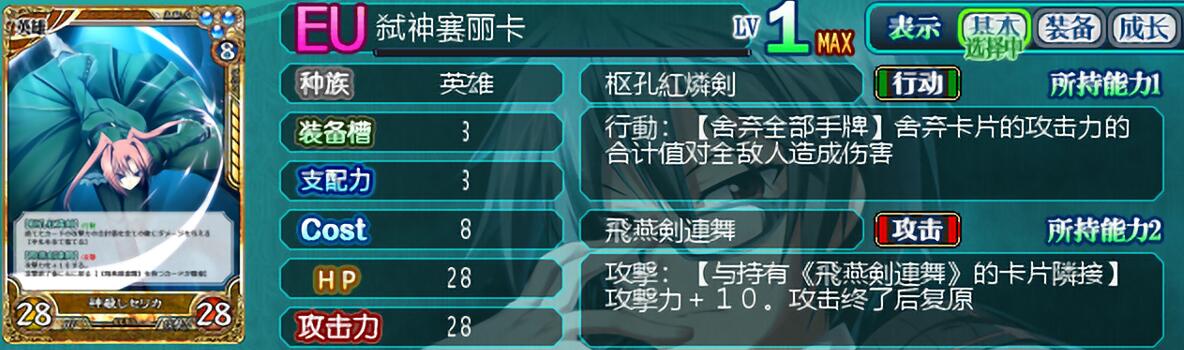 英雄
8
神殺しセリカ
28
28
EU 弑神赛丽卡 LV 1 MAX
表示 基本 装备 成长
选择中
种族 英雄
装备槽 3
支配力 3
Cost 8
HP 28
攻击力 28
枢孔紅燐剣 行动 所持能力1
行動：【舍弃全部手牌】舍弃卡片的攻击力的
合计值对全敌人造成伤害
飛燕剣連舞 攻击 所持能力2
攻擊：【与持有《飛燕剣連舞》的卡片隣接】
攻擊力＋１０。攻击终了后复原